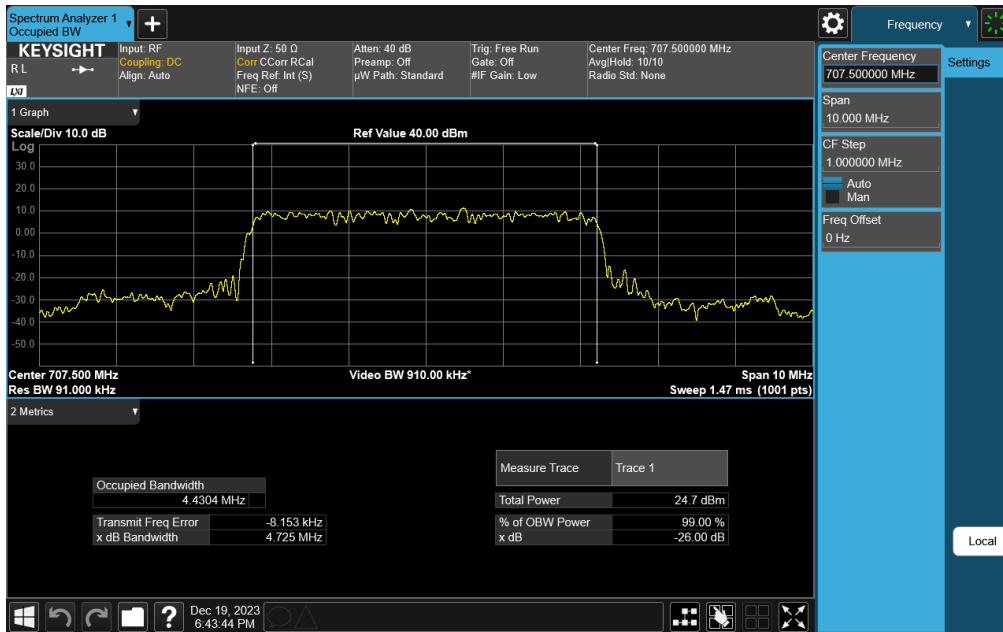 Spectrum Analyzer 1
Occupied BW
+
Frequency
KEYSIGHT
R L
LXI
Input: RF
Coupling: DC
Align: Auto
Input Z: 50 Ω
Corr CCorr RCal
Freq Ref: Int (S)
NFE: Off
Atten: 40 dB
Preamp: Off
µW Path: Standard
Trig: Free Run
Gate: Off
#IF Gain: Low
Center Freq: 707.500000 MHz
Avg|Hold: 10/10
Radio Std: None
Center Frequency
707.500000 MHz
Settings
Span
10.000 MHz
CF Step
1.000000 MHz
Auto
Man
Freq Offset
0 Hz
Local
1 Graph
Scale/Div 10.0 dB
Ref Value 40.00 dBm
Log
30.0
20.0
10.0
0.00
-10.0
-20.0
-30.0
-40.0
-50.0
Center 707.500 MHz
Video BW 910.00 kHz*
Span 10 MHz
Res BW 91.000 kHz
Sweep 1.47 ms (1001 pts)
2 Metrics
Measure Trace
Trace 1
Occupied Bandwidth
4.4304 MHz
Total Power
24.7 dBm
Transmit Freq Error
-8.153 kHz
% of OBW Power
99.00 %
x dB Bandwidth
4.725 MHz
x dB
-26.00 dB
?
Dec 19, 2023
6:43:44 PM